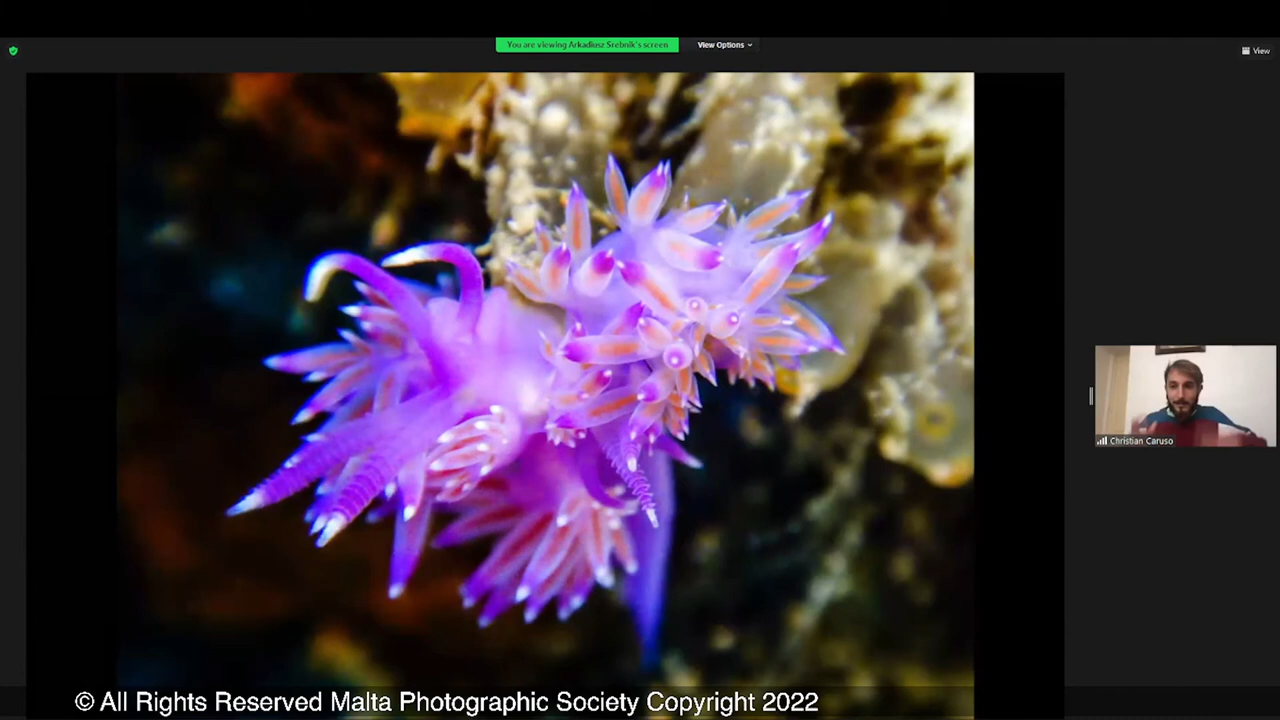 You are viewing Arkadiusz Srebnik's screen
View Options
View
Christian Caruso
© All Rights Reserved Malta Photographic Society Copyright 2022